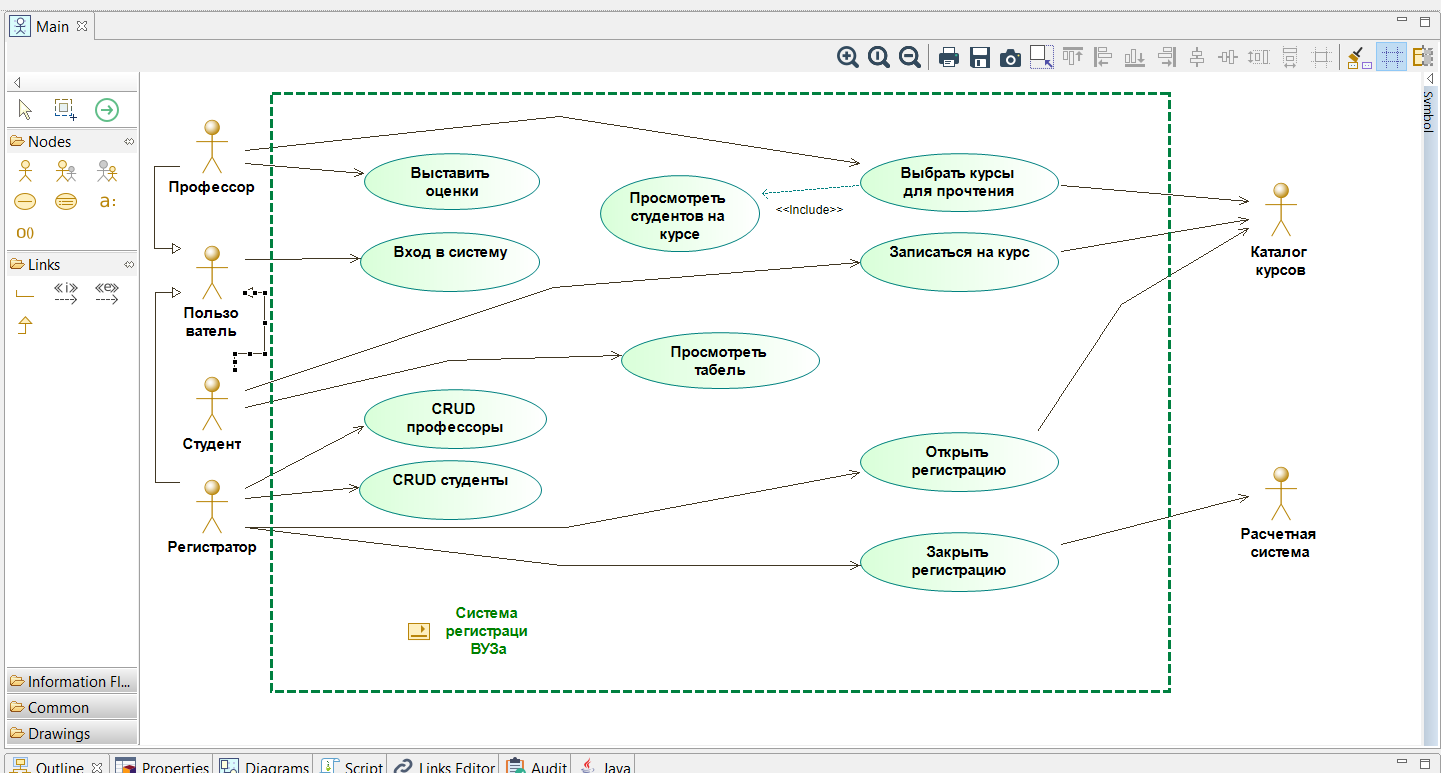 Main
Nodes
a:
O()
Links
«i»
«e»
Information Fl...
Common
Drawings
Symbol
Профессор
Выставить
оценки
Просмотреть
студентов на
курсе
<<Include>>
Выбрать курсы
для прочтения
Каталог
курсов
Пользо
ватель
Вход в систему
Записаться на курс
Просмотреть
табель
Студент
CRUD
профессоры
CRUD студенты
Регистратор
Открыть
регистрацию
Закрыть
регистрацию
Расчетная
система
Система
регистраци
ВУЗа
Outline
Properties
Diagrams
Script
Links Editor
Audit
Java